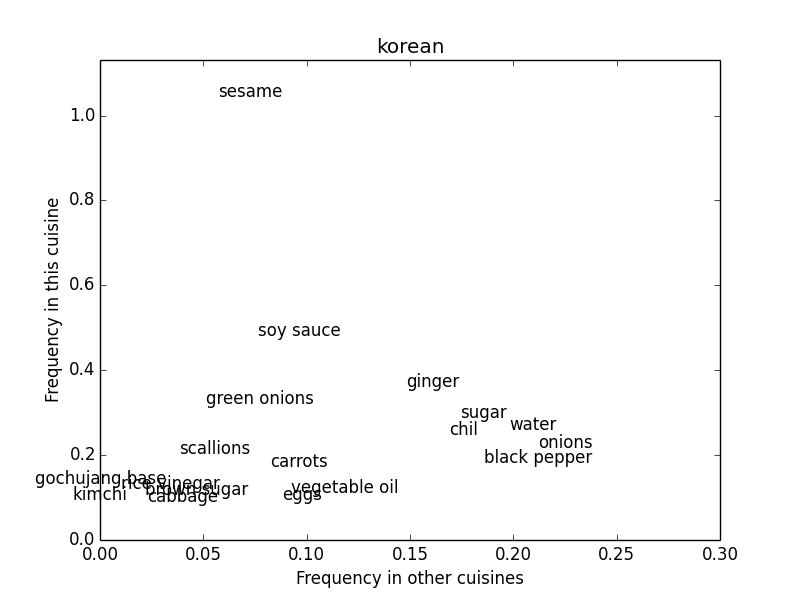 korean
sesame
1.0
0.8
0.6
soy sauce
0.4
ginger
green onions
sugar
water
chil
onions
0.2
scallions
black pepper
carrots
gochujang base
rice vinegar
brown sugar
vegetable oil
kimchi
cabbage
eggs
0.0
0.00 0.05 0.10 0.15 0.20 0.25 0.30
Frequency in other cuisines
Frequency in this cuisine